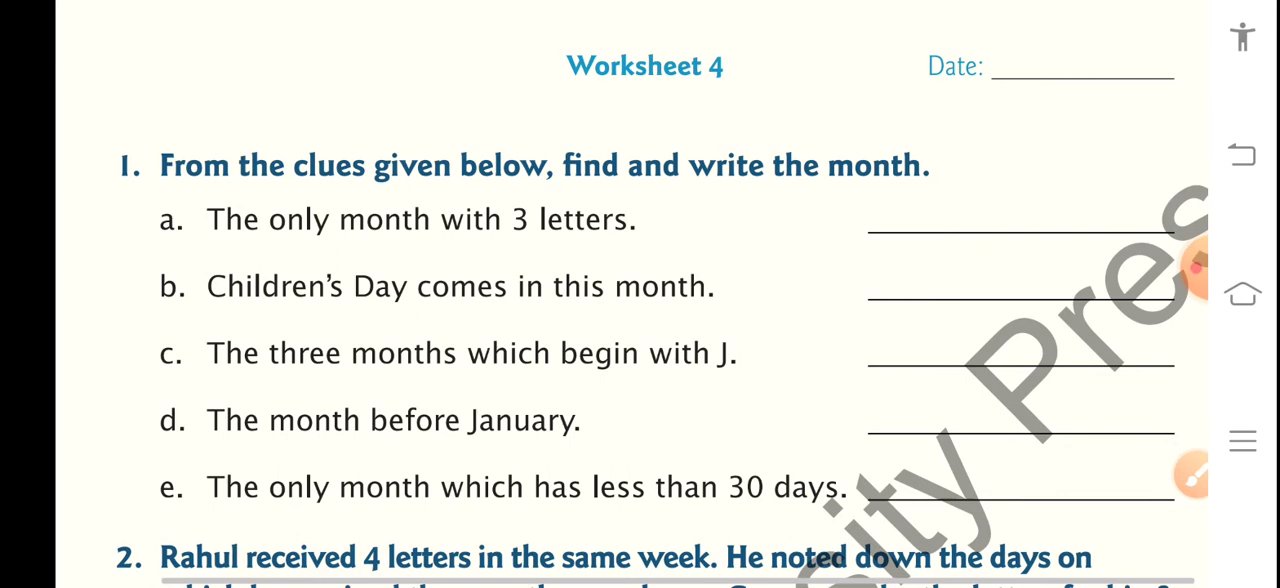 Worksheet 4
Date:
1. From the clues given below, find and write the month.
a. The only month with 3 letters.
b. Children's Day comes in this month.
c. The three months which begin with J.
d. The month before January.
e. The only month which has less than 30 days.
2. Rahul received 4 letters in the same week. He noted down the days on